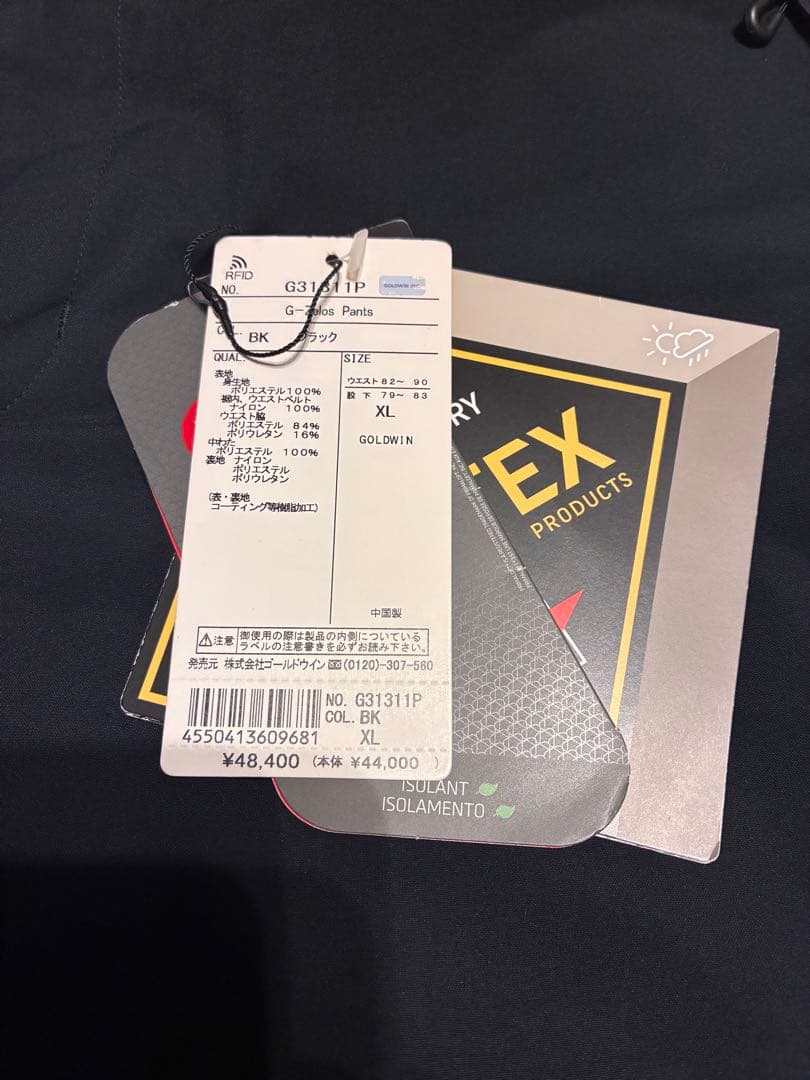 RFID
NO. G31311P
GOLDWIN INC.
G-Zulos Pants
BK ブラック
QUAL. SIZE
表地
身生地
ポリエステル100%
裾内、ウエストベルト
ナイロン 100%
ウエスト脇
ポリエステル 84%
ポリウレタン 16%
中わた
ポリエステル 100%
裏地 ナイロン
ポリエステル
ポリウレタン
(表・裏地
コーティング等樹脂加工)
ウエスト82～ 90
股 下 79～ 83
XL
GOLDWIN
中国製
注意 御使用の際は製品の内側についている
ラベルの注意書きを必ずお読み下さい。
発売元 株式会社ゴールドウイン (0120)-307-560
NO. G31311P
COL. BK
4550413609681 XL
¥48,400 (本体 ¥44,000 )
RY
TEX
PRODUCTS
ISOLANT
ISOLAMENTO